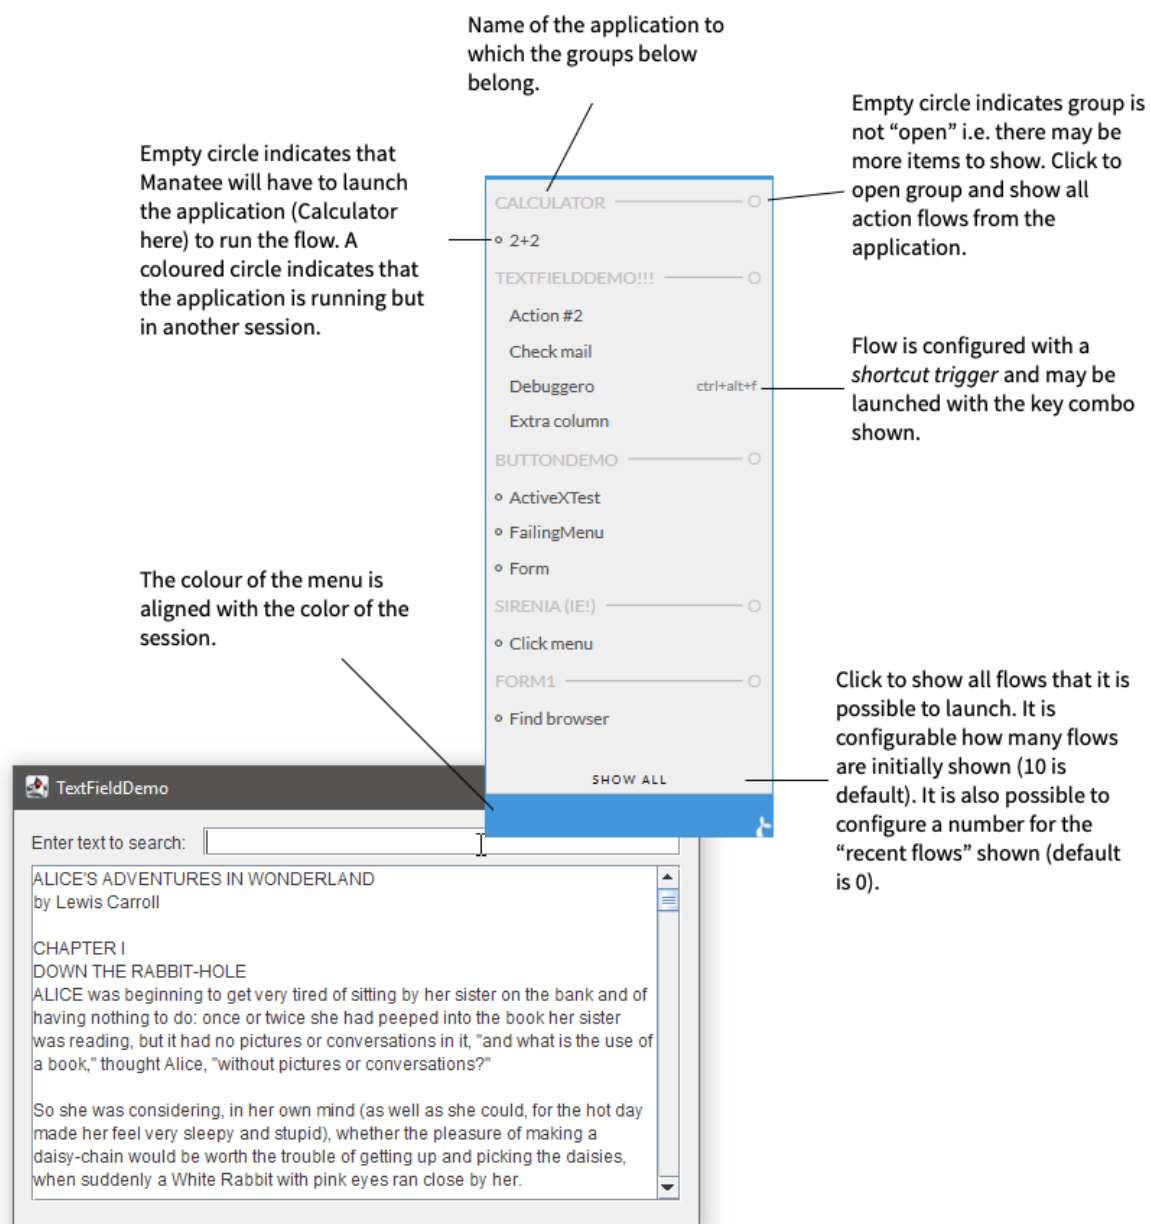 Name of the application to
which the groups below
belong.
Empty circle indicates group is
not “open” i.e. there may be
more items to show. Click to
open group and show all
action flows from the
application.
Empty circle indicates that
Manatee will have to launch
the application (Calculator
here) to run the flow. A
coloured circle indicates that
the application is running but
in another session.
CALCULATOR
2+2
TEXTFIELDDEMO!!!
Action #2
Check mail
Debuggero ctrl+alt+f
Extra column
BUTTONDEMO
ActiveXTest
FailingMenu
Form
SIRENIA (IE!)
Click menu
FORM1
Find browser
SHOW ALL
Flow is configured with a
shortcut trigger and may be
launched with the key combo
shown.
The colour of the menu is
aligned with the color of the
session.
Click to show all flows that it is
possible to launch. It is
configurable how many flows
are initially shown (10 is
default). It is also possible to
configure a number for the
“recent flows” shown (default
is 0).
TextFieldDemo
Enter text to search:
ALICE'S ADVENTURES IN WONDERLAND
by Lewis Carroll
CHAPTER I
DOWN THE RABBIT-HOLE
ALICE was beginning to get very tired of sitting by her sister on the bank and of
having nothing to do: once or twice she had peeped into the book her sister
was reading, but it had no pictures or conversations in it, "and what is the use of
a book," thought Alice, "without pictures or conversations?"
So she was considering, in her own mind (as well as she could, for the hot day
made her feel very sleepy and stupid), whether the pleasure of making a
daisy-chain would be worth the trouble of getting up and picking the daisies,
when suddenly a White Rabbit with pink eyes ran close by her.